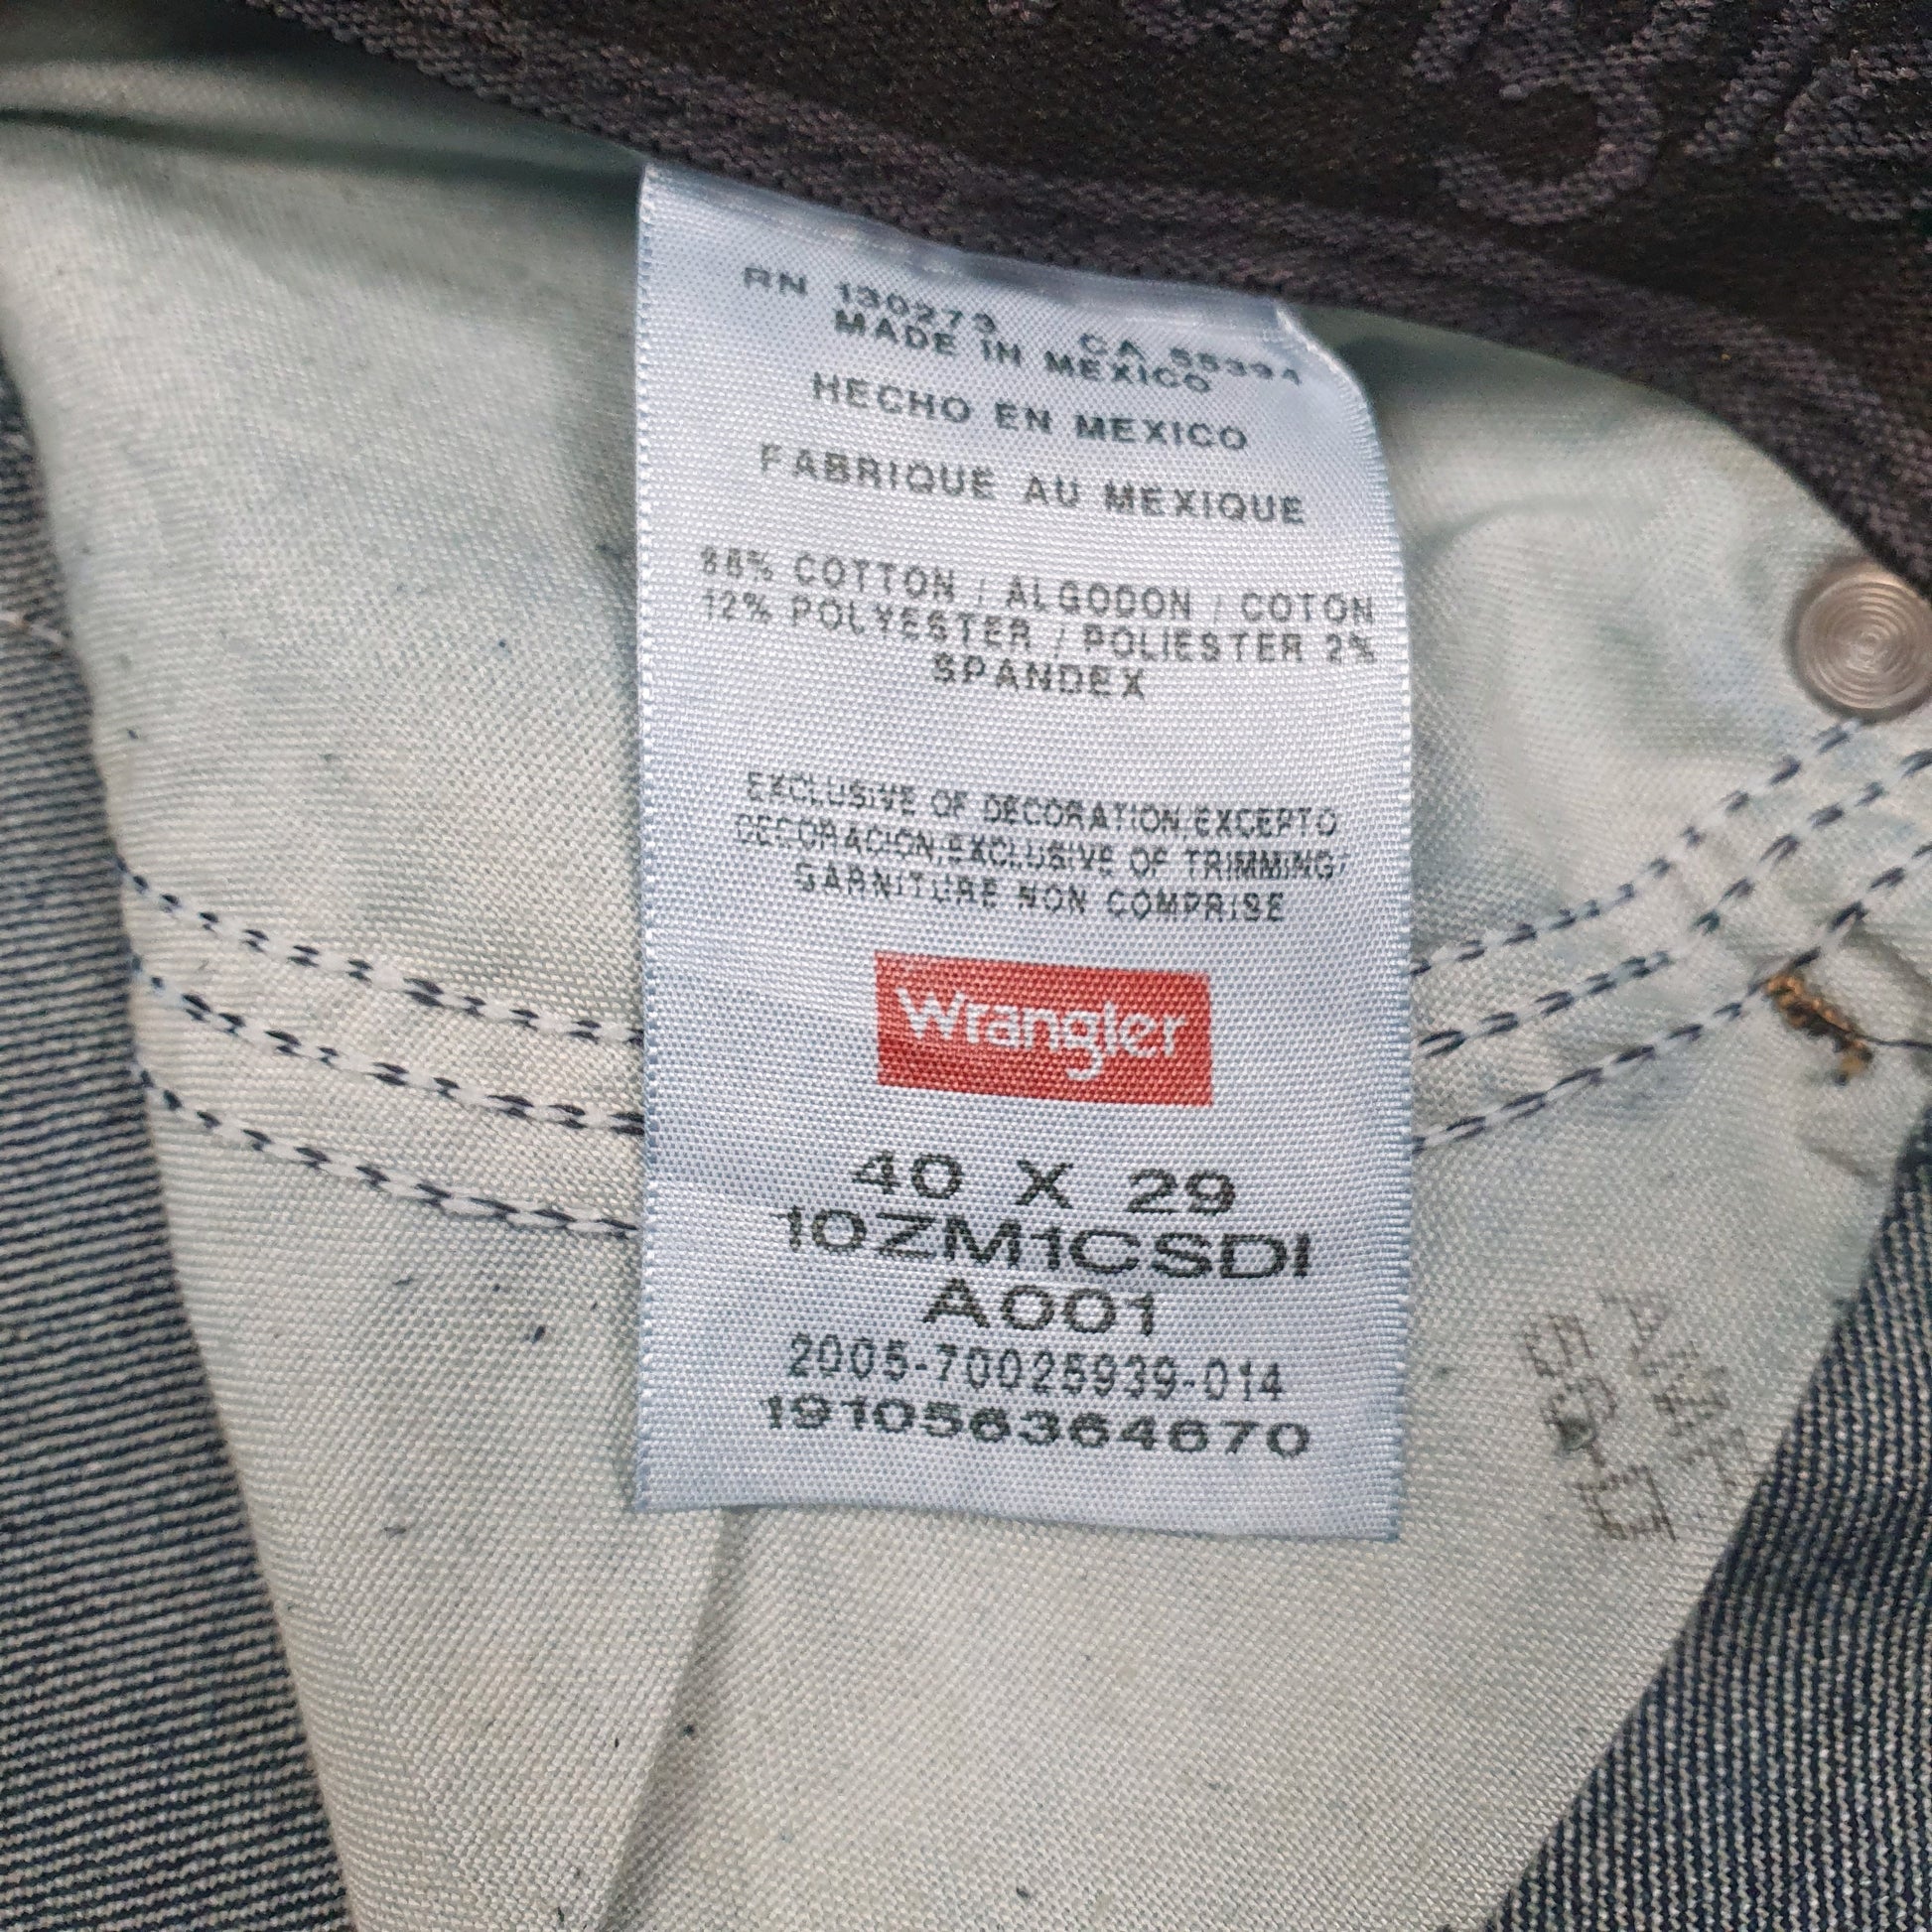 RN 130273 CA 55394
MADE IN MEXICO
HECHO EN MEXICO
FABRIQUE AU MEXIQUE
86% COTTON / ALGODON / COTON
12% POLYESTER / POLIESTER 2%
SPANDEX
EXCLUSIVE OF DECORATION/EXCEPTO
DECORACION/EXCLUSIVE OF TRIMMING/
GARNITURE NON COMPRISE
Wrangler
40 X 29
10ZM1CSDI
A001
2005-70025939-014
191056364670